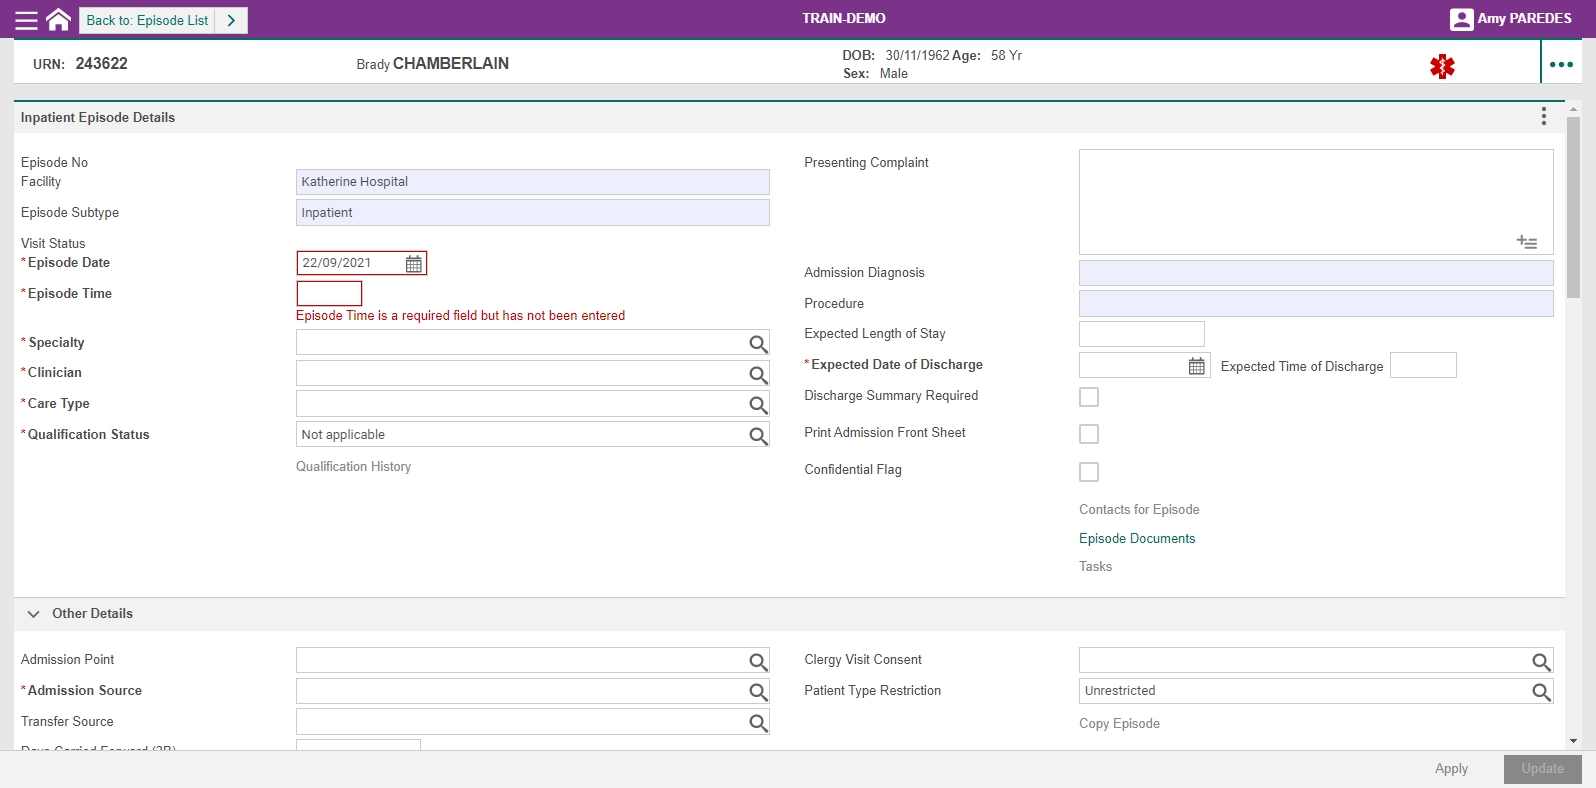 Back to: Episode List
TRAIN-DEMO
Amy PAREDES
URN: 243622
Brady CHAMBERLAIN
DOB: 30/11/1962 Age: 58 Yr
Sex: Male
Inpatient Episode Details
Episode No
Facility
Katherine Hospital
Episode Subtype
Inpatient
Visit Status
*Episode Date
22/09/2021
*Episode Time
Episode Time is a required field but has not been entered
*Specialty
*Clinician
*Care Type
*Qualification Status
Not applicable
Qualification History
Presenting Complaint
Admission Diagnosis
Procedure
Expected Length of Stay
*Expected Date of Discharge
Expected Time of Discharge
Discharge Summary Required
Print Admission Front Sheet
Confidential Flag
Contacts for Episode
Episode Documents
Tasks
Other Details
Admission Point
*Admission Source
Transfer Source
Clergy Visit Consent
Patient Type Restriction
Unrestricted
Copy Episode
Apply
Update